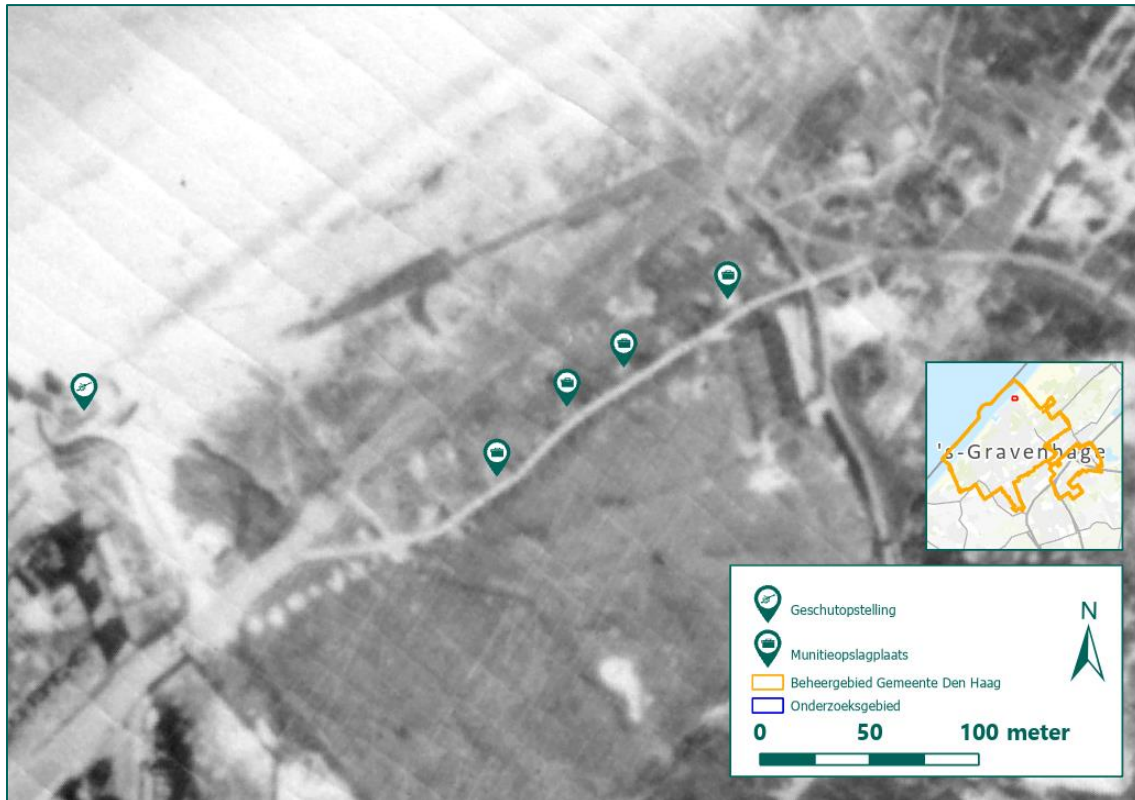 's-Gravenhage
Geschutopstelling
N
Munitieopslagplaats
Beheergebied Gemeente Den Haag
Onderzoeksgebied
0 50 100 meter